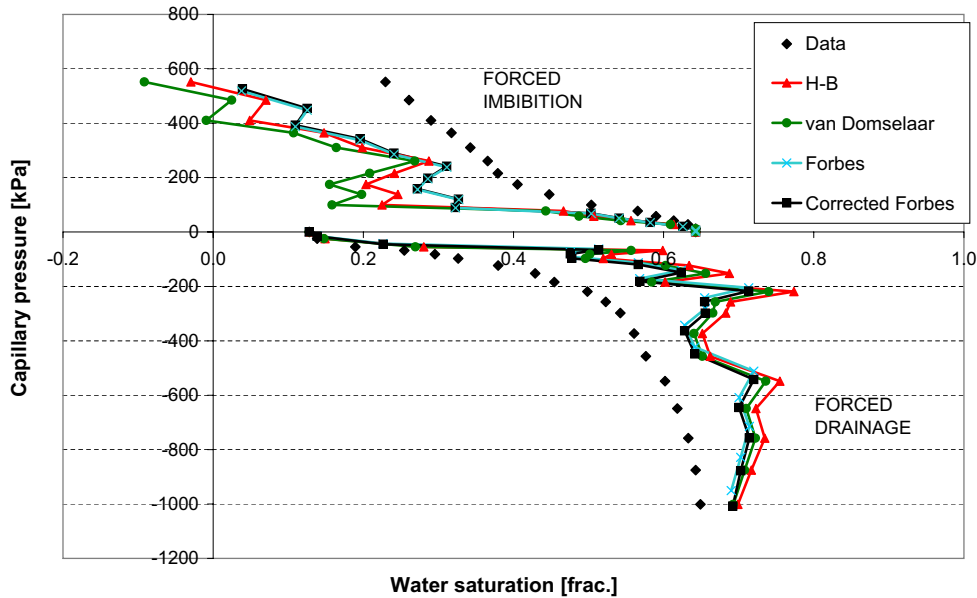 800
600
400
200
0
-200
-400
-600
-800
-1000
-1200
-0.2
0
0.2
0.4
0.6
0.8
1
Capillary pressure [kPa]
Water saturation [frac.]
FORCED
IMBIBITION
FORCED
DRAINAGE
Data
H-B
van Domselaar
Forbes
Corrected Forbes